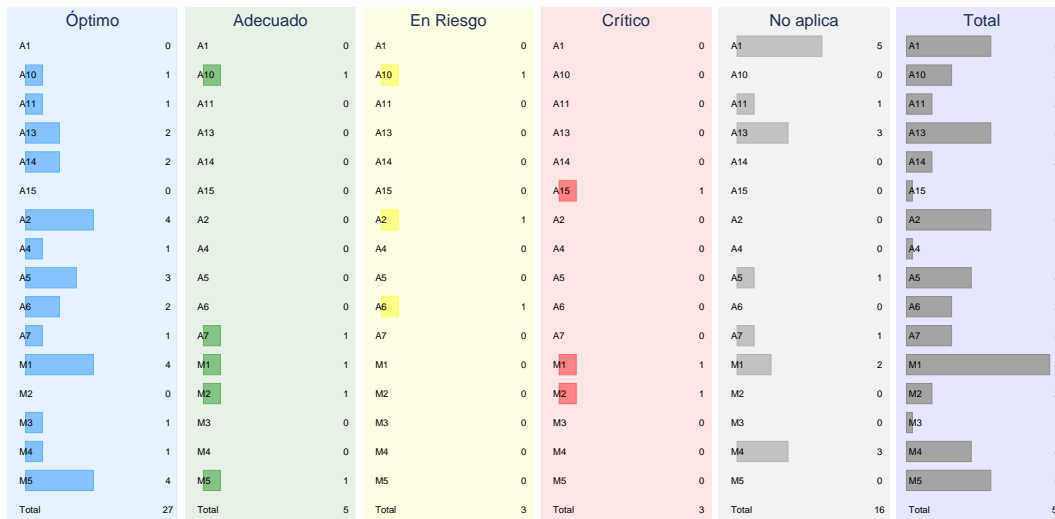 Óptimo Adecuado En Riesgo Crítico No aplica Total
A1 0 A1 0 A1 0 A1 0 A1 5 A1
A10 1 A10 1 A10 1 A10 0 A10 0 A10
A11 1 A11 0 A11 0 A11 0 A11 1 A11
A13 2 A13 0 A13 0 A13 0 A13 3 A13
A14 2 A14 0 A14 0 A14 0 A14 0 A14
A15 0 A15 0 A15 0 A15 1 A15 0 A15
A2 4 A2 0 A2 1 A2 0 A2 0 A2
A4 1 A4 0 A4 0 A4 0 A4 0 A4
A5 3 A5 0 A5 0 A5 0 A5 1 A5
A6 2 A6 0 A6 1 A6 0 A6 0 A6
A7 1 A7 1 A7 0 A7 0 A7 1 A7
M1 4 M1 1 M1 0 M1 1 M1 2 M1
M2 0 M2 1 M2 0 M2 1 M2 0 M2
M3 1 M3 0 M3 0 M3 0 M3 0 M3
M4 1 M4 0 M4 0 M4 0 M4 3 M4
M5 4 M5 1 M5 0 M5 0 M5 0 M5
Total 27 Total 5 Total 3 Total 3 Total 16 Total